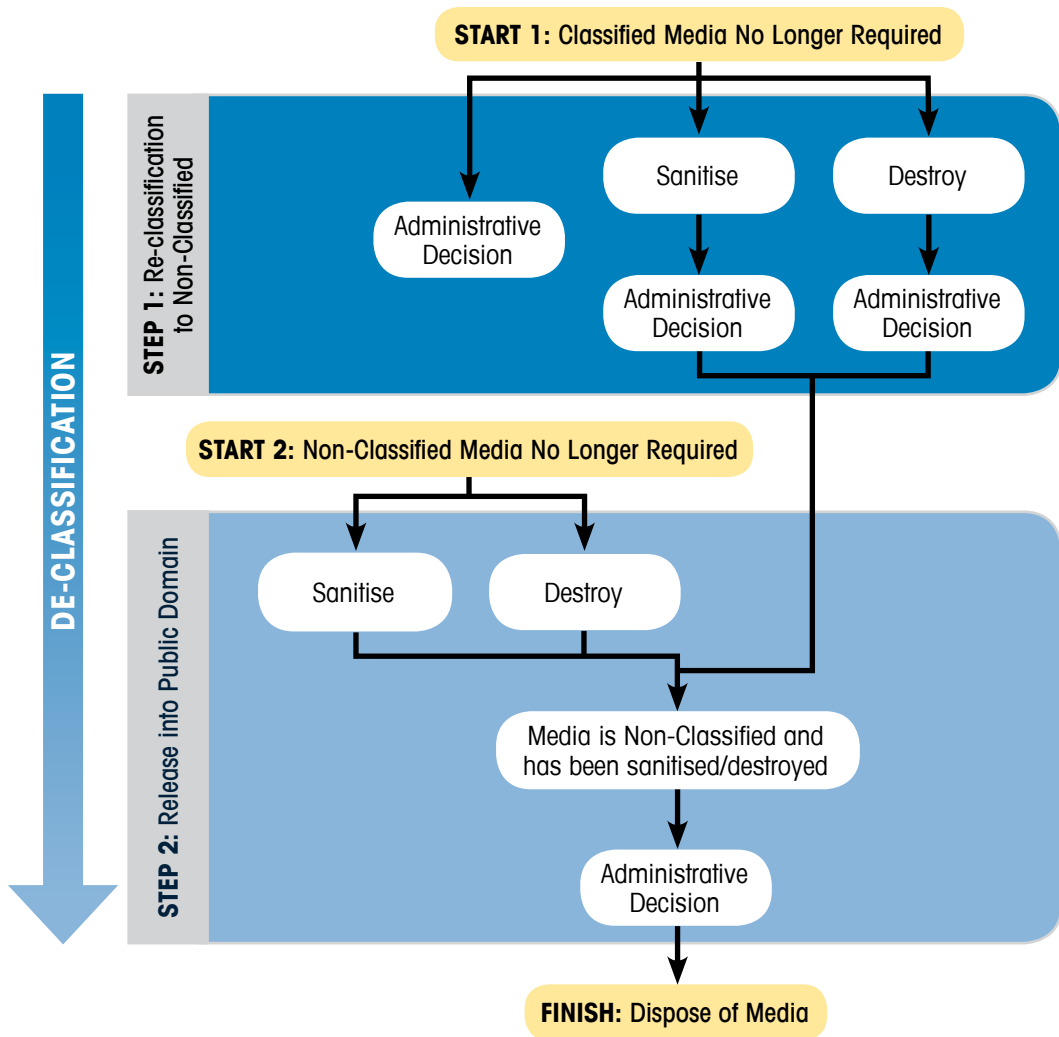 START 1: Classified Media No Longer Required
DE-CLASSIFICATION
STEP 1: Re-classification
to Non-Classified
Sanitise
Destroy
Administrative
Decision
Administrative
Decision
Administrative
Decision
START 2: Non-Classified Media No Longer Required
STEP 2: Release into Public Domain
Sanitise
Destroy
Media is Non-Classified and
has been sanitised/destroyed
Administrative
Decision
FINISH: Dispose of Media